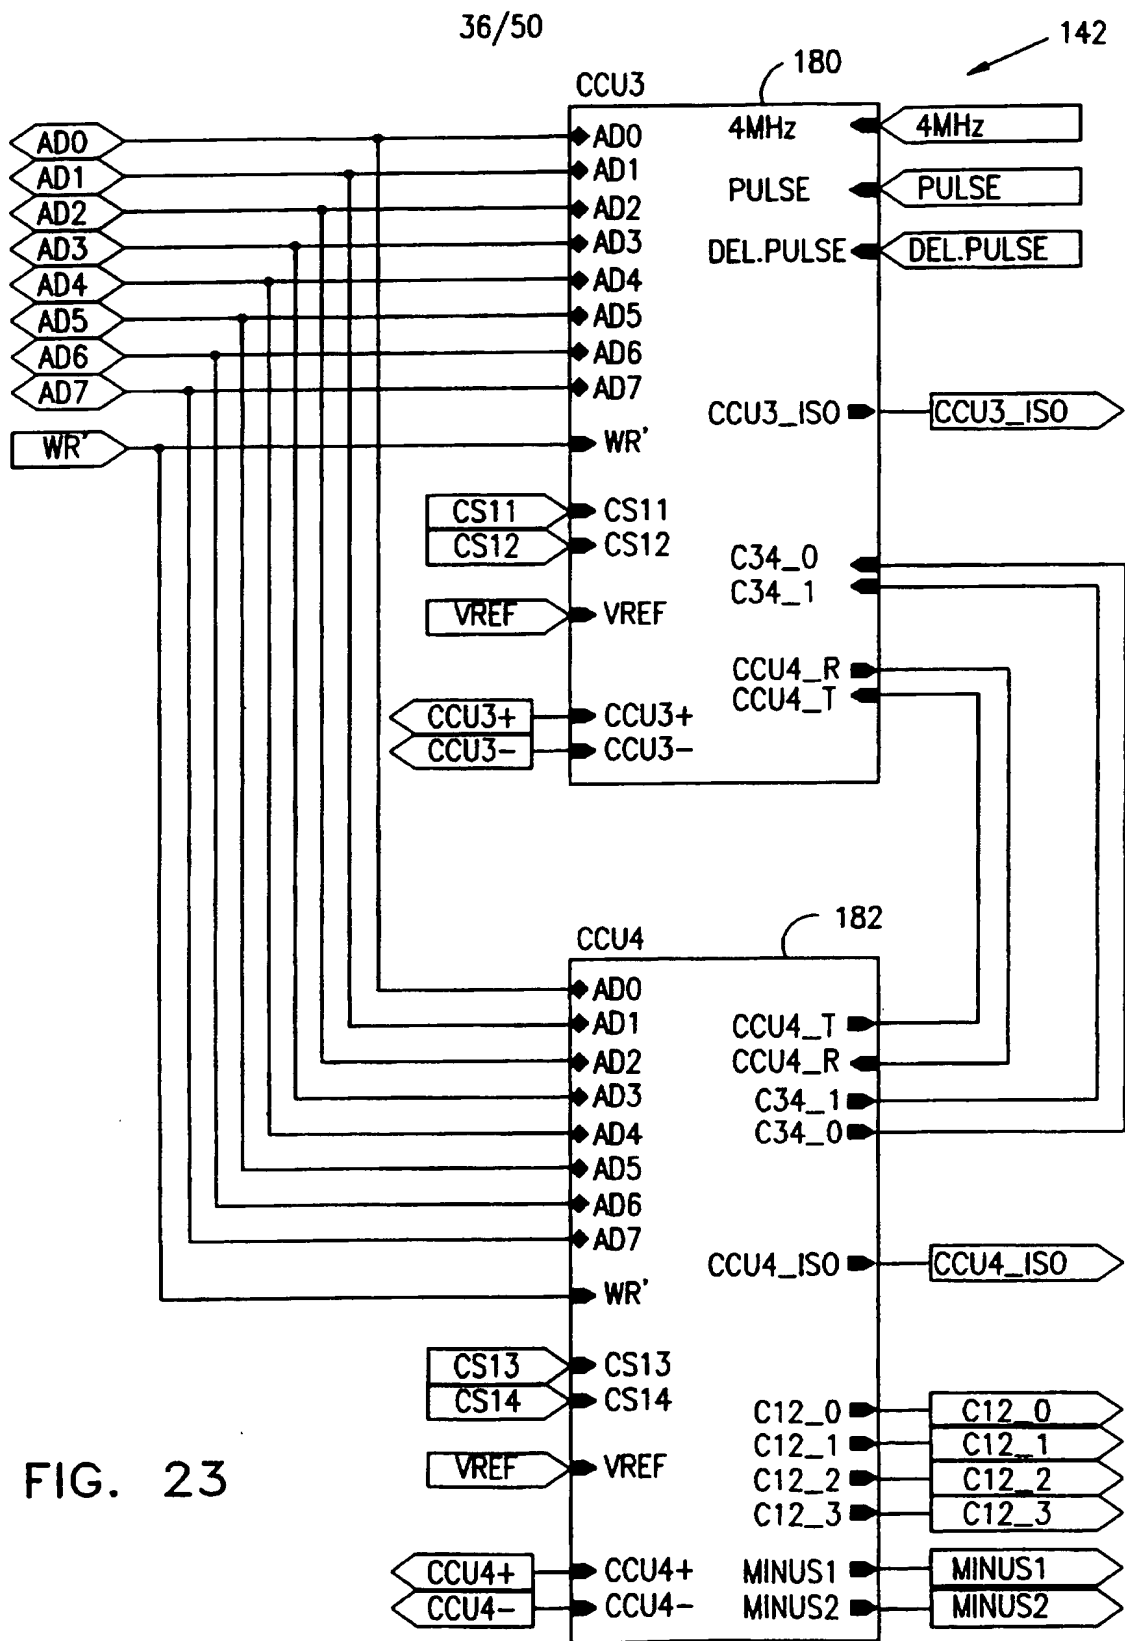 36/50
142
180
CCU3
AD0 AD0 4MHz 4MHz
AD1 AD1
AD2 AD2 PULSE PULSE
AD3 AD3 DEL.PULSE DEL.PULSE
AD4 AD4
AD5 AD5
AD6 AD6
AD7 AD7
CCU3_ISO CCU3_ISO
WR' WR'
CS11 CS11
CS12 CS12
C34_0
C34_1
VREF VREF
CCU4_R
CCU4_T
CCU3+ CCU3+
CCU3- CCU3-
182
CCU4
AD0
AD1 CCU4_T
AD2 CCU4_R
AD3 C34_1
AD4 C34_0
AD5
AD6
AD7
CCU4_ISO CCU4_ISO
WR'
CS13 CS13
CS14 CS14
C12_0 C12_0
C12_1 C12_1
VREF VREF
C12_2 C12_2
C12_3 C12_3
FIG. 23
CCU4+ CCU4+ MINUS1 MINUS1
CCU4- CCU4- MINUS2 MINUS2